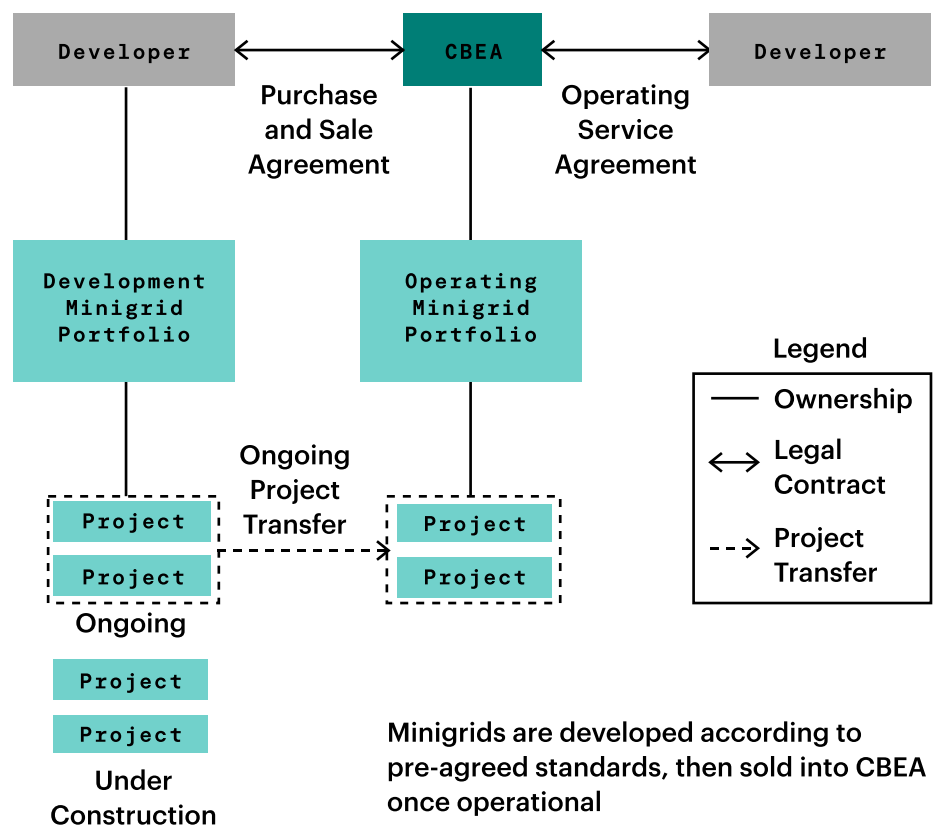 Developer
CBEA
Developer
Purchase
and Sale
Agreement
Operating
Service
Agreement
Development
Minigrid
Portfolio
Operating
Minigrid
Portfolio
Legend
Ownership
Legal
Contract
Project
Transfer
Ongoing
Project
Transfer
Project
Project
Project
Project
Ongoing
Project
Project
Under
Construction
Minigrids are developed according to
pre-agreed standards, then sold into CBEA
once operational